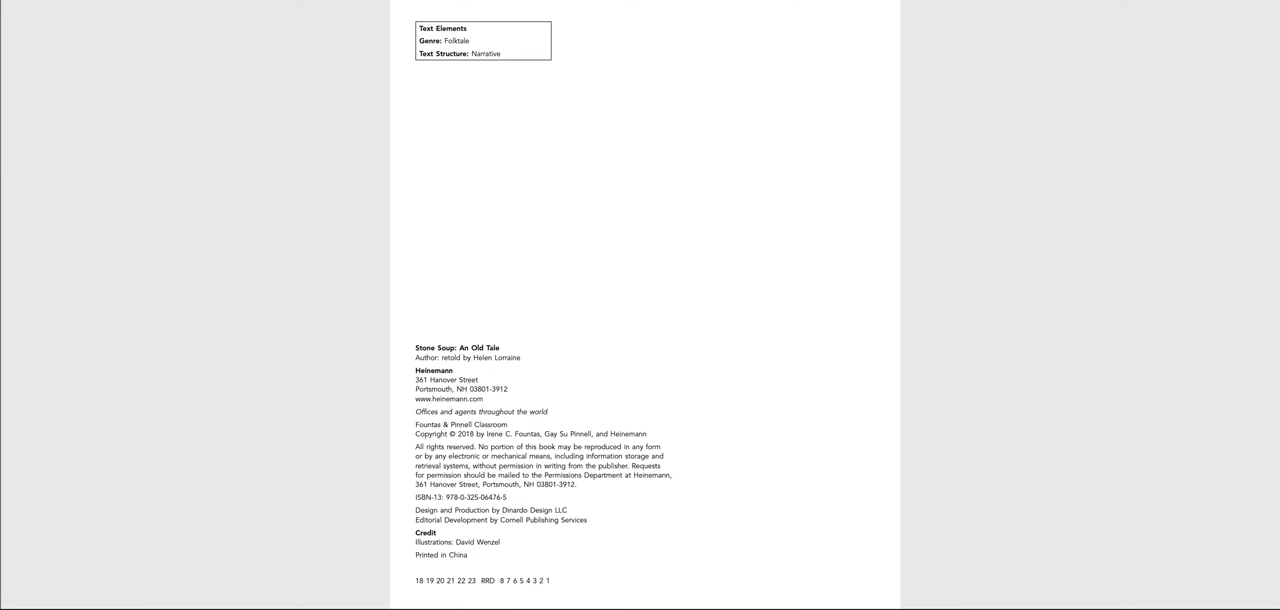 Text Elements
Genre: Folktale
Text Structure: Narrative
Stone Soup: An Old Tale
Author: retold by Helen Lorraine
Heinemann
361 Hanover Street
Portsmouth, NH 03801-3912
www.heinemann.com
Offices and agents throughout the world
Fountas & Pinnell Classroom
Copyright © 2018 by Irene C. Fountas, Gay Su Pinnell, and Heinemann
All rights reserved. No portion of this book may be reproduced in any form
or by any electronic or mechanical means, including information storage and
retrieval systems, without permission in writing from the publisher. Requests
for permission should be mailed to the Permissions Department at Heinemann,
361 Hanover Street, Portsmouth, NH 03801-3912.
ISBN-13: 978-0-325-06476-5
Design and Production by Dinardo Design LLC
Editorial Development by Cornell Publishing Services
Credit
Illustrations: David Wenzel
Printed in China
18 19 20 21 22 23 RRD 8 7 6 5 4 3 2 1